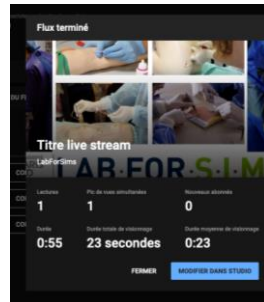 Flux terminé
Titre live stream
LabForSims
LAB·FOR·SIM
Lectures
1
Pic de vues simultanées
1
Nouveaux abonnés
0
Durée
0:55
Durée totale de visionnage
23 secondes
Durée moyenne de visionnage
0:23
FERMER
MODIFIER DANS STUDIO